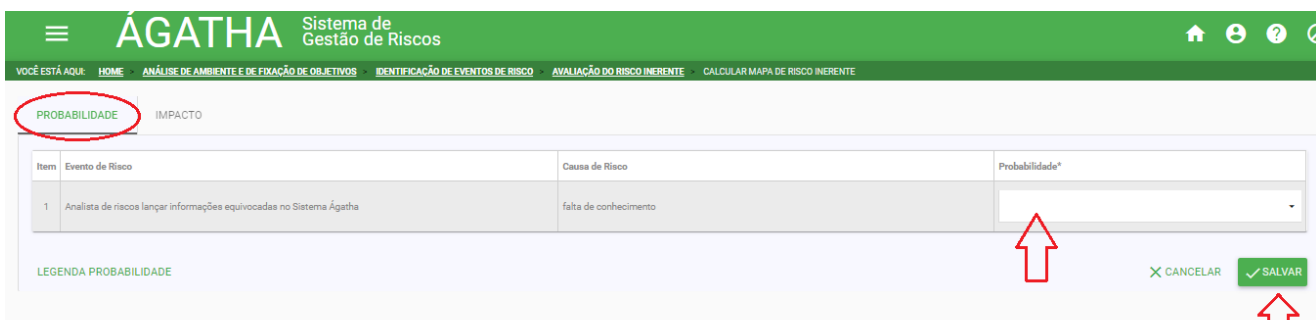 ÁGATHA Sistema de
Gestão de Riscos
VOCÊ ESTÁ AQUI: HOME > ANÁLISE DE AMBIENTE E DE FIXAÇÃO DE OBJETIVOS > IDENTIFICAÇÃO DE EVENTOS DE RISCO > AVALIAÇÃO DO RISCO INERENTE > CALCULAR MAPA DE RISCO INERENTE
PROBABILIDADE IMPACTO
Item Evento de Risco Causa de Risco Probabilidade*
1 Analista de riscos lançar informações equivocadas no Sistema Ágatha falta de conhecimento
LEGENDA PROBABILIDADE CANCELAR SALVAR